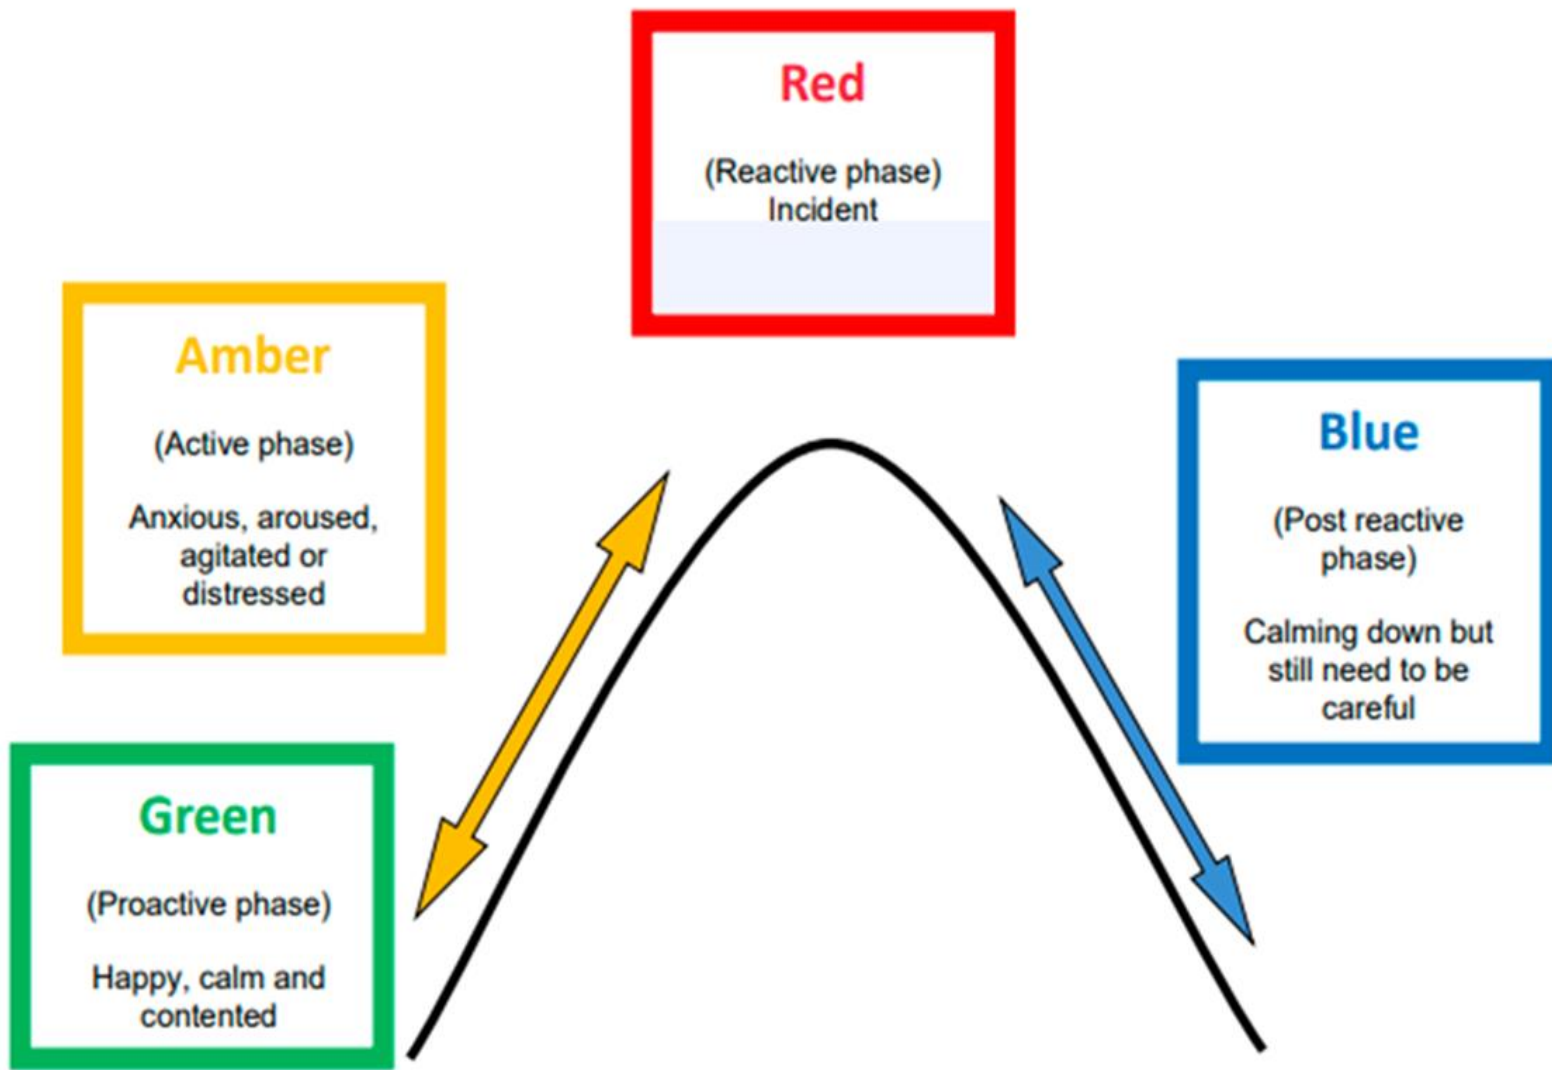 Red
(Reactive phase)
Incident
Amber
(Active phase)
Anxious, aroused,
agitated or
distressed
Blue
(Post reactive
phase)
Calming down but
still need to be
careful
Green
(Proactive phase)
Happy, calm and
contented